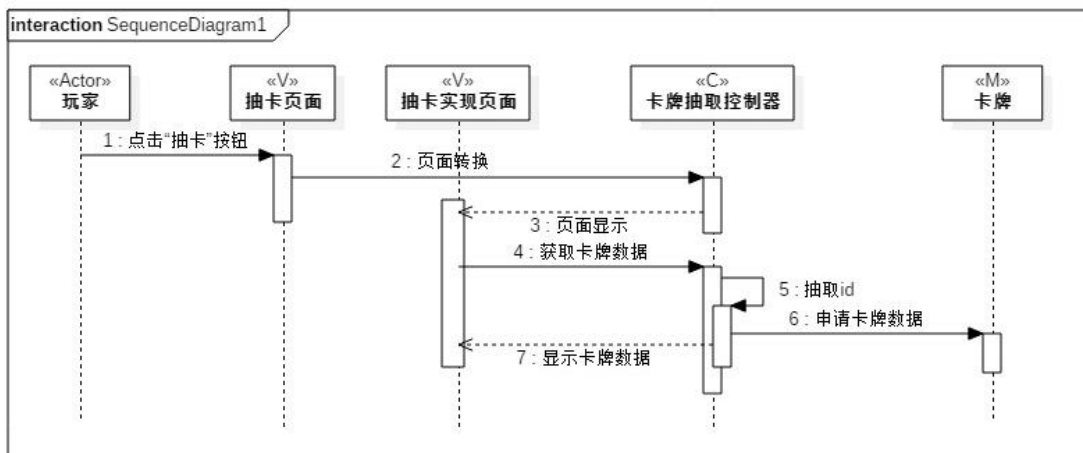 interaction SequenceDiagram1
«Actor»
玩家
«V»
抽卡页面
«V»
抽卡实现页面
«C»
卡牌抽取控制器
«M»
卡牌
1 : 点击“抽卡”按钮
2 : 页面转换
3 : 页面显示
4 : 获取卡牌数据
5 : 抽取id
6 : 申请卡牌数据
7 : 显示卡牌数据